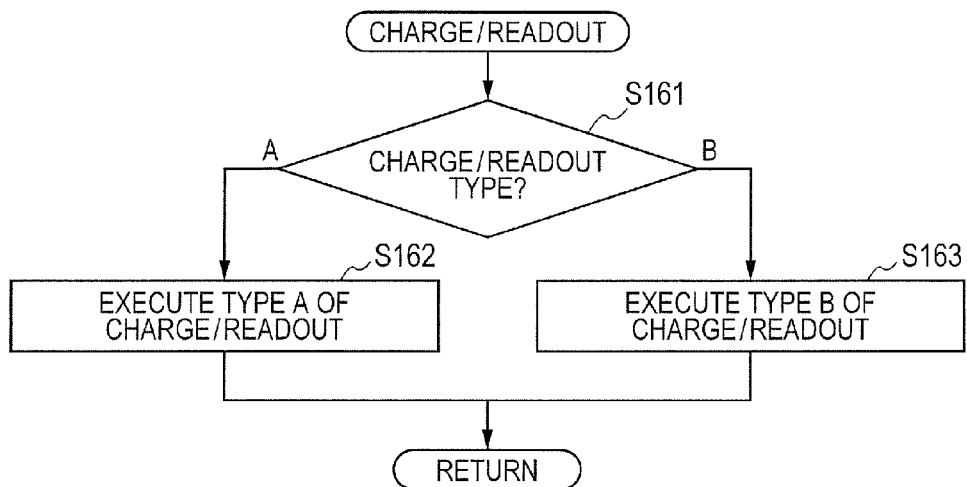 CHARGE/READOUT
S161
A
CHARGE/READOUT
TYPE?
B
S162
EXECUTE TYPE A OF
CHARGE/READOUT
S163
EXECUTE TYPE B OF
CHARGE/READOUT
RETURN